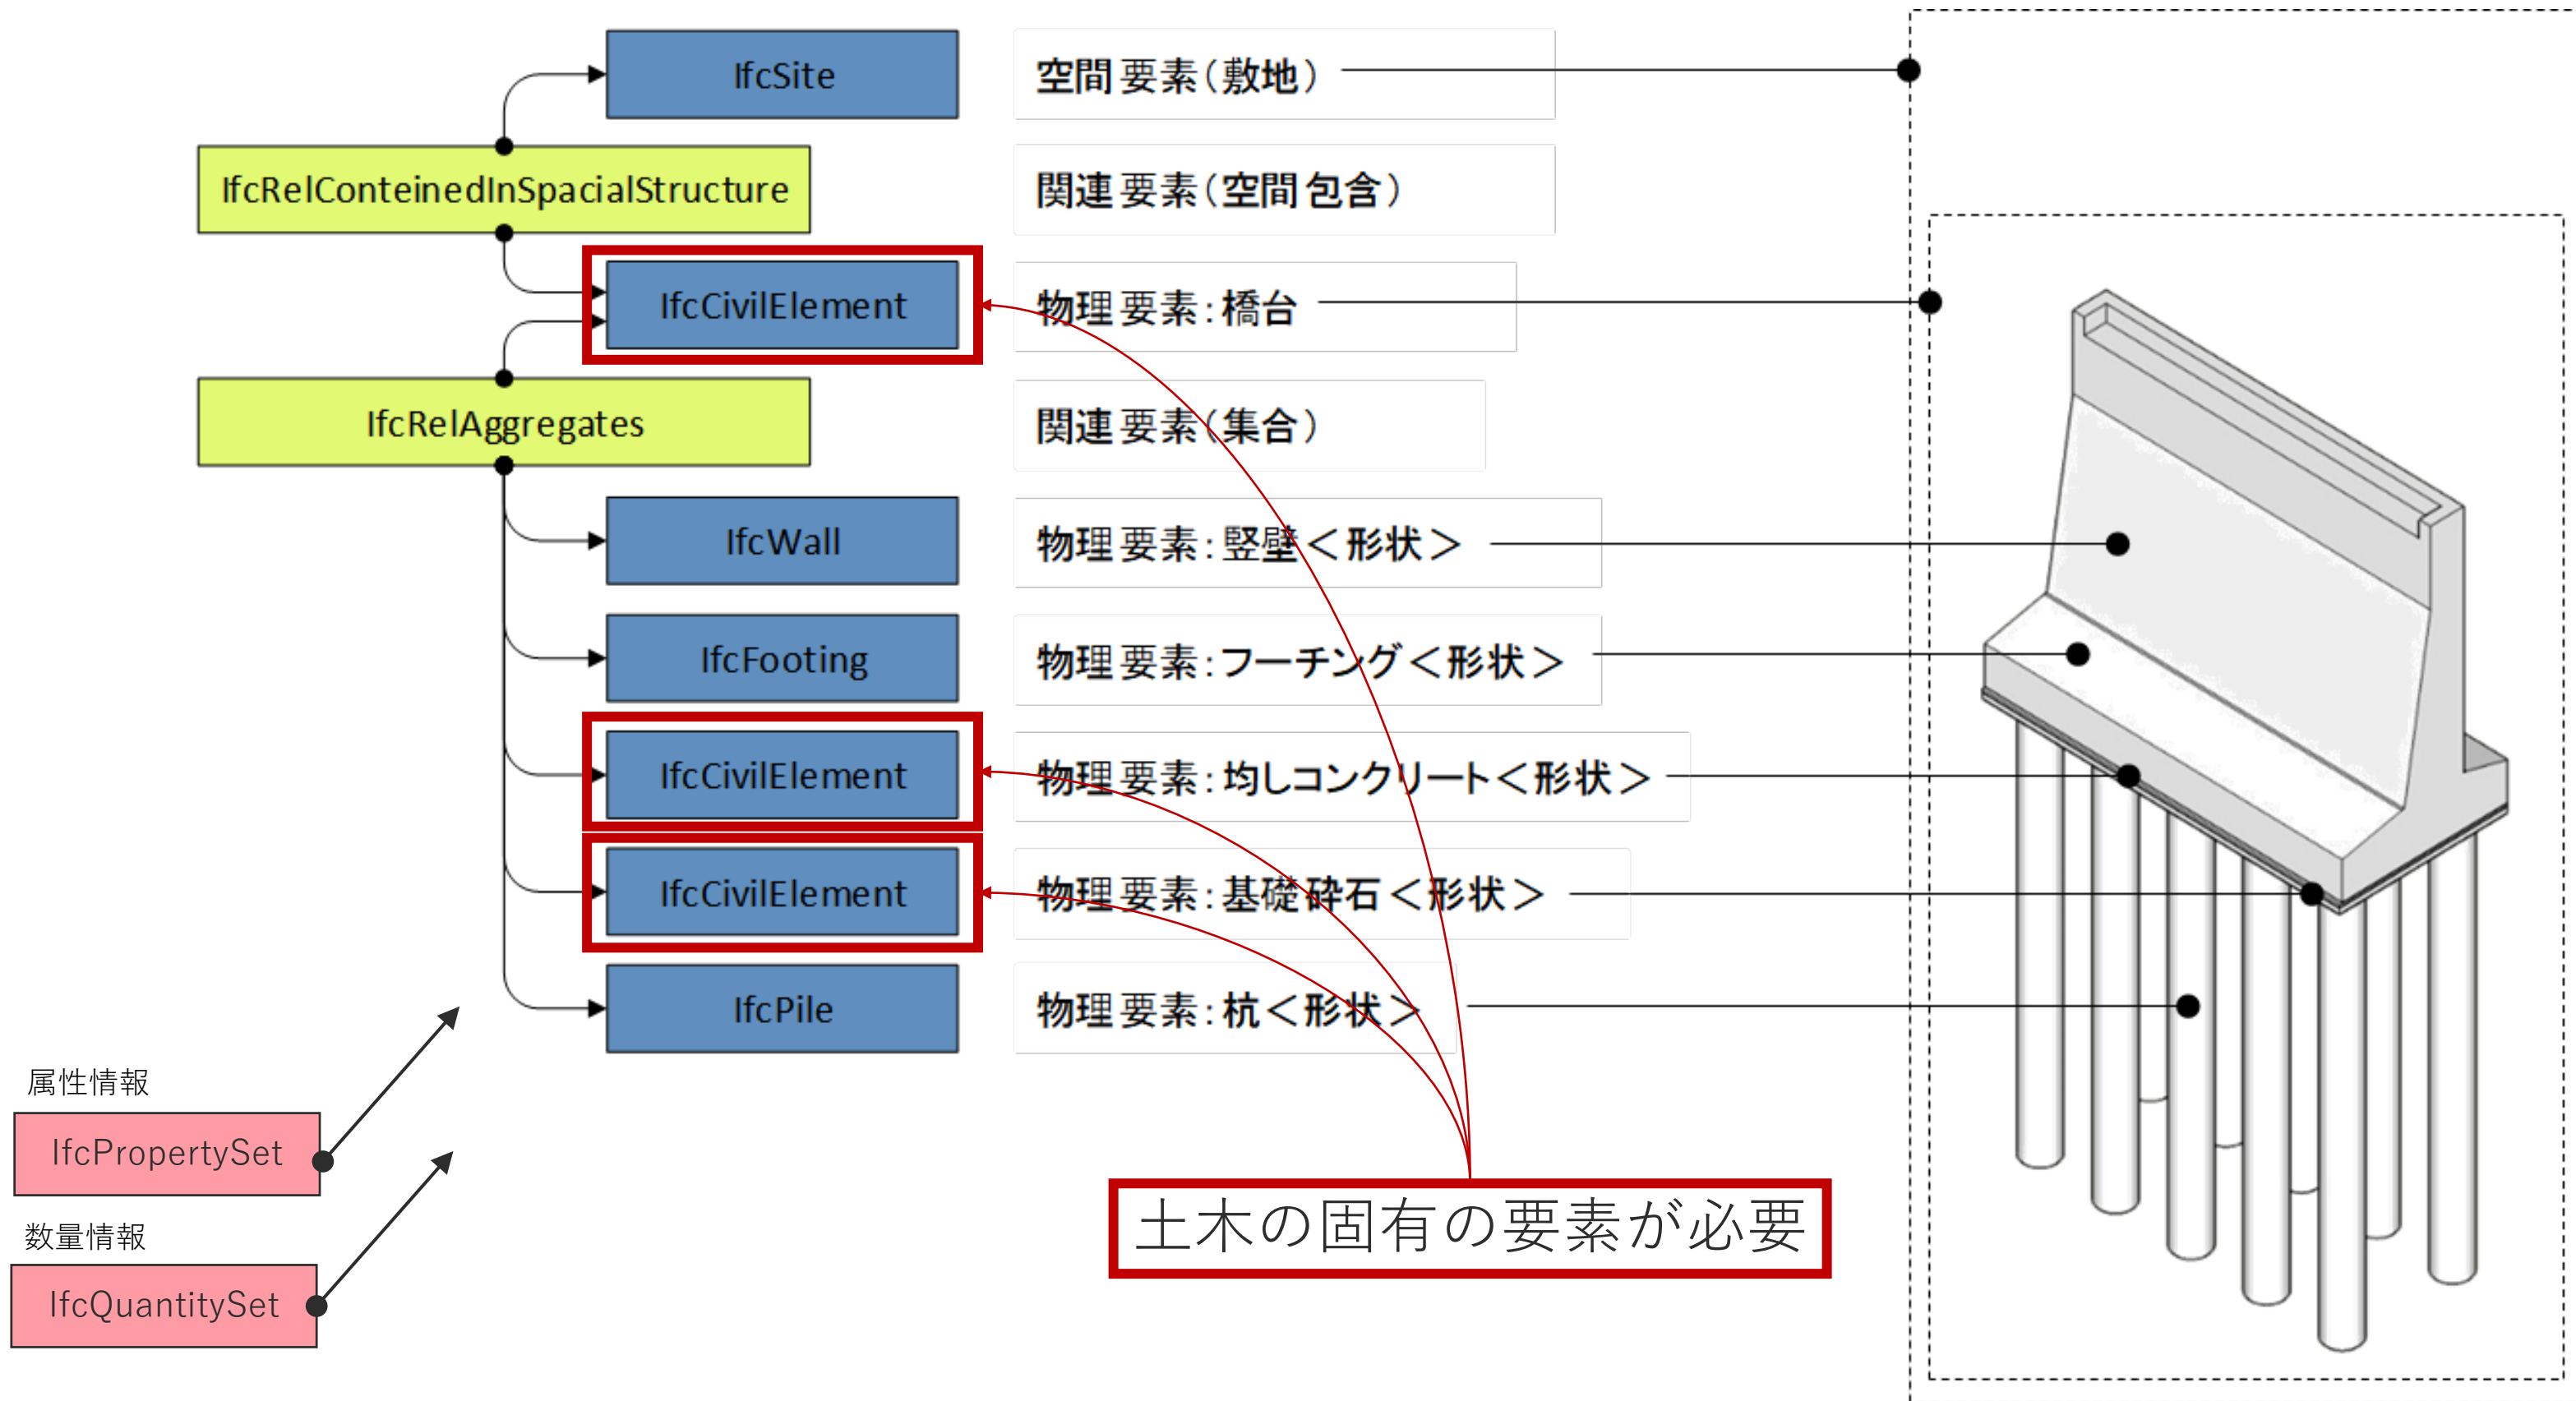 IfcSite
空間要素(敷地)
IfcRelConteinedInSpacialStructure
関連要素(空間包含)
IfcCivilElement
物理要素:橋台
IfcRelAggregates
関連要素(集合)
IfcWall
物理要素:竪壁<形状>
IfcFooting
物理要素:フーチング<形状>
IfcCivilElement
物理要素:均しコンクリート<形状>
IfcCivilElement
物理要素:基礎砕石<形状>
IfcPile
物理要素:杭<形状>
属性情報
IfcPropertySet
数量情報
IfcQuantitySet
土木の固有の要素が必要